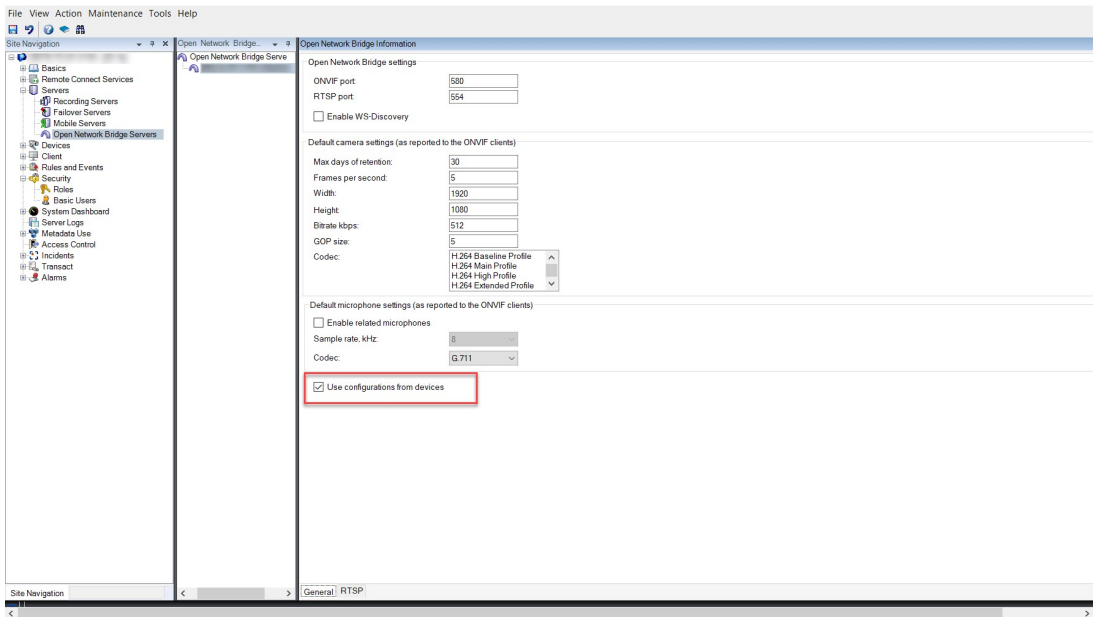 File View Action Maintenance Tools Help
Site Navigation
Basics
Remote Connect Services
Servers
Recording Servers
Failover Servers
Mobile Servers
Open Network Bridge Servers
Devices
Client
Rules and Events
Security
Roles
Basic Users
System Dashboard
Server Logs
Metadata Use
Access Control
Incidents
Transact
Alarms
Site Navigation
Open Network Bridge...
Open Network Bridge Serve
Open Network Bridge Information
Open Network Bridge settings
ONVIF port: 580
RTSP port: 554
Enable WS-Discovery
Default camera settings (as reported to the ONVIF clients)
Max days of retention: 30
Frames per second: 5
Width: 1920
Height: 1080
Bitrate kbps: 512
GOP size: 5
Codec: H.264 Baseline Profile
H.264 Main Profile
H.264 High Profile
H.264 Extended Profile
Default microphone settings (as reported to the ONVIF clients)
Enable related microphones
Sample rate, kHz: 8
Codec: G.711
Use configurations from devices
General RTSP